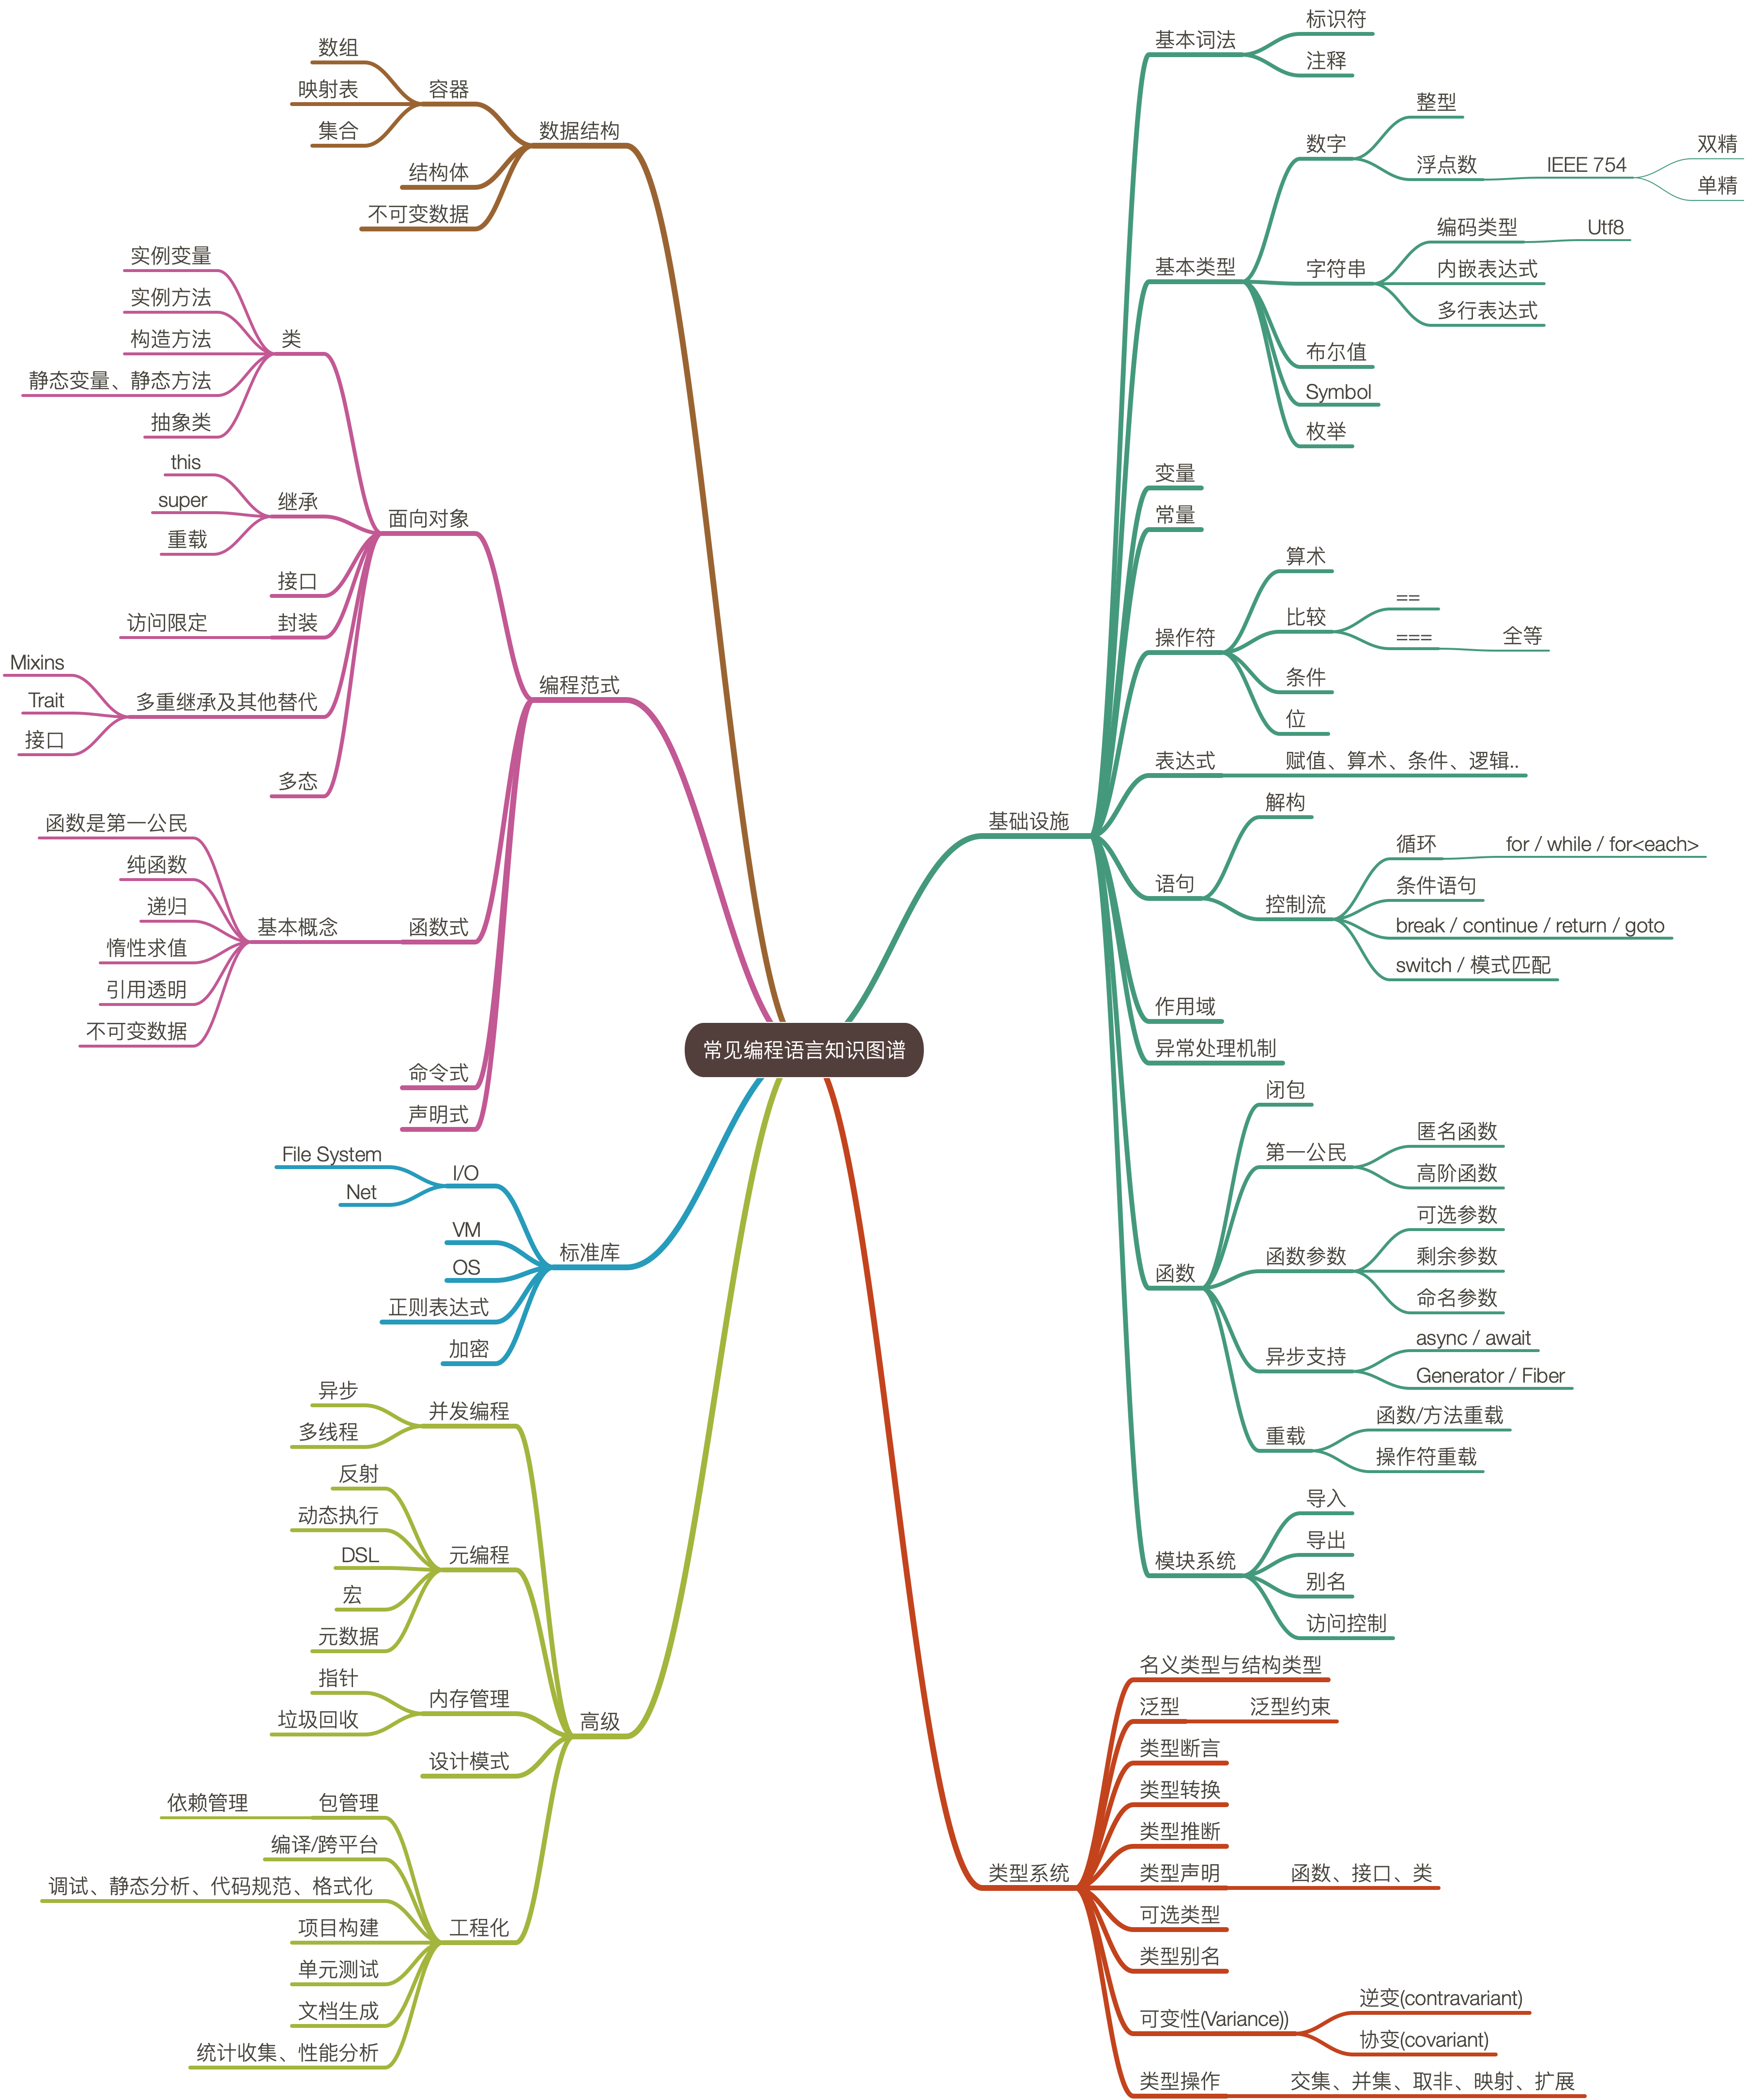 常见编程语言知识图谱
数据结构
容器
数组
映射表
集合
结构体
不可变数据
编程范式
面向对象
类
实例变量
实例方法
构造方法
静态变量、静态方法
抽象类
继承
this
super
重载
接口
封装
访问限定
多重继承及其他替代
Mixins
Trait
接口
多态
函数式
基本概念
函数是第一公民
纯函数
递归
惰性求值
引用透明
不可变数据
命令式
声明式
标准库
I/O
File System
Net
VM
OS
正则表达式
加密
高级
并发编程
异步
多线程
元编程
反射
动态执行
DSL
宏
元数据
内存管理
指针
垃圾回收
设计模式
工程化
包管理
依赖管理
编译/跨平台
调试、静态分析、代码规范、格式化
项目构建
单元测试
文档生成
统计收集、性能分析
基础设施
基本词法
标识符
注释
基本类型
数字
整型
浮点数
IEEE 754
双精
单精
字符串
编码类型
Utf8
内嵌表达式
多行表达式
布尔值
Symbol
枚举
变量
常量
操作符
算术
比较
==
===
全等
条件
位
表达式
赋值、算术、条件、逻辑..
语句
解构
控制流
循环
for / while / for<each>
条件语句
break / continue / return / goto
switch / 模式匹配
作用域
异常处理机制
函数
闭包
第一公民
匿名函数
高阶函数
函数参数
可选参数
剩余参数
命名参数
异步支持
async / await
Generator / Fiber
重载
函数/方法重载
操作符重载
模块系统
导入
导出
别名
访问控制
类型系统
名义类型与结构类型
泛型
泛型约束
类型断言
类型转换
类型推断
类型声明
函数、接口、类
可选类型
类型别名
可变性(Variance))
逆变(contravariant)
协变(covariant)
类型操作
交集、并集、取非、映射、扩展